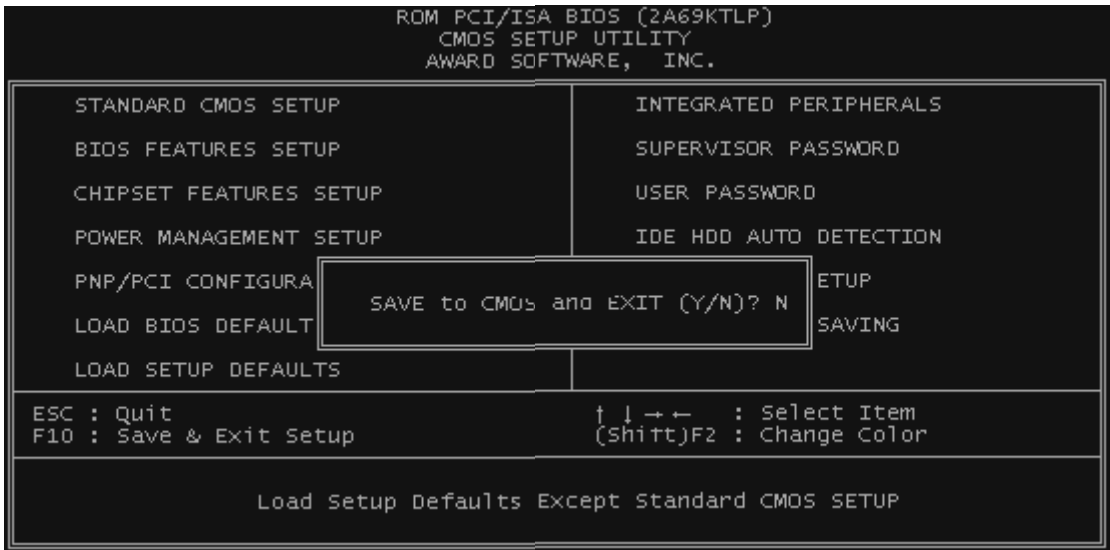 ROM PCI/ISA BIOS (2A69KTLP)
CMOS SETUP UTILITY
AWARD SOFTWARE, INC.
STANDARD CMOS SETUP
BIOS FEATURES SETUP
CHIPSET FEATURES SETUP
POWER MANAGEMENT SETUP
PNP/PCI CONFIGURA
LOAD BIOS DEFAULT
LOAD SETUP DEFAULTS
INTEGRATED PERIPHERALS
SUPERVISOR PASSWORD
USER PASSWORD
IDE HDD AUTO DETECTION
ETUP
SAVING
SAVE to CMOS and EXIT (Y/N)? N
ESC : Quit
F10 : Save & Exit Setup
↑ ↓ → ← : Select Item
(Shift)F2 : Change Color
Load Setup Defaults Except Standard CMOS SETUP